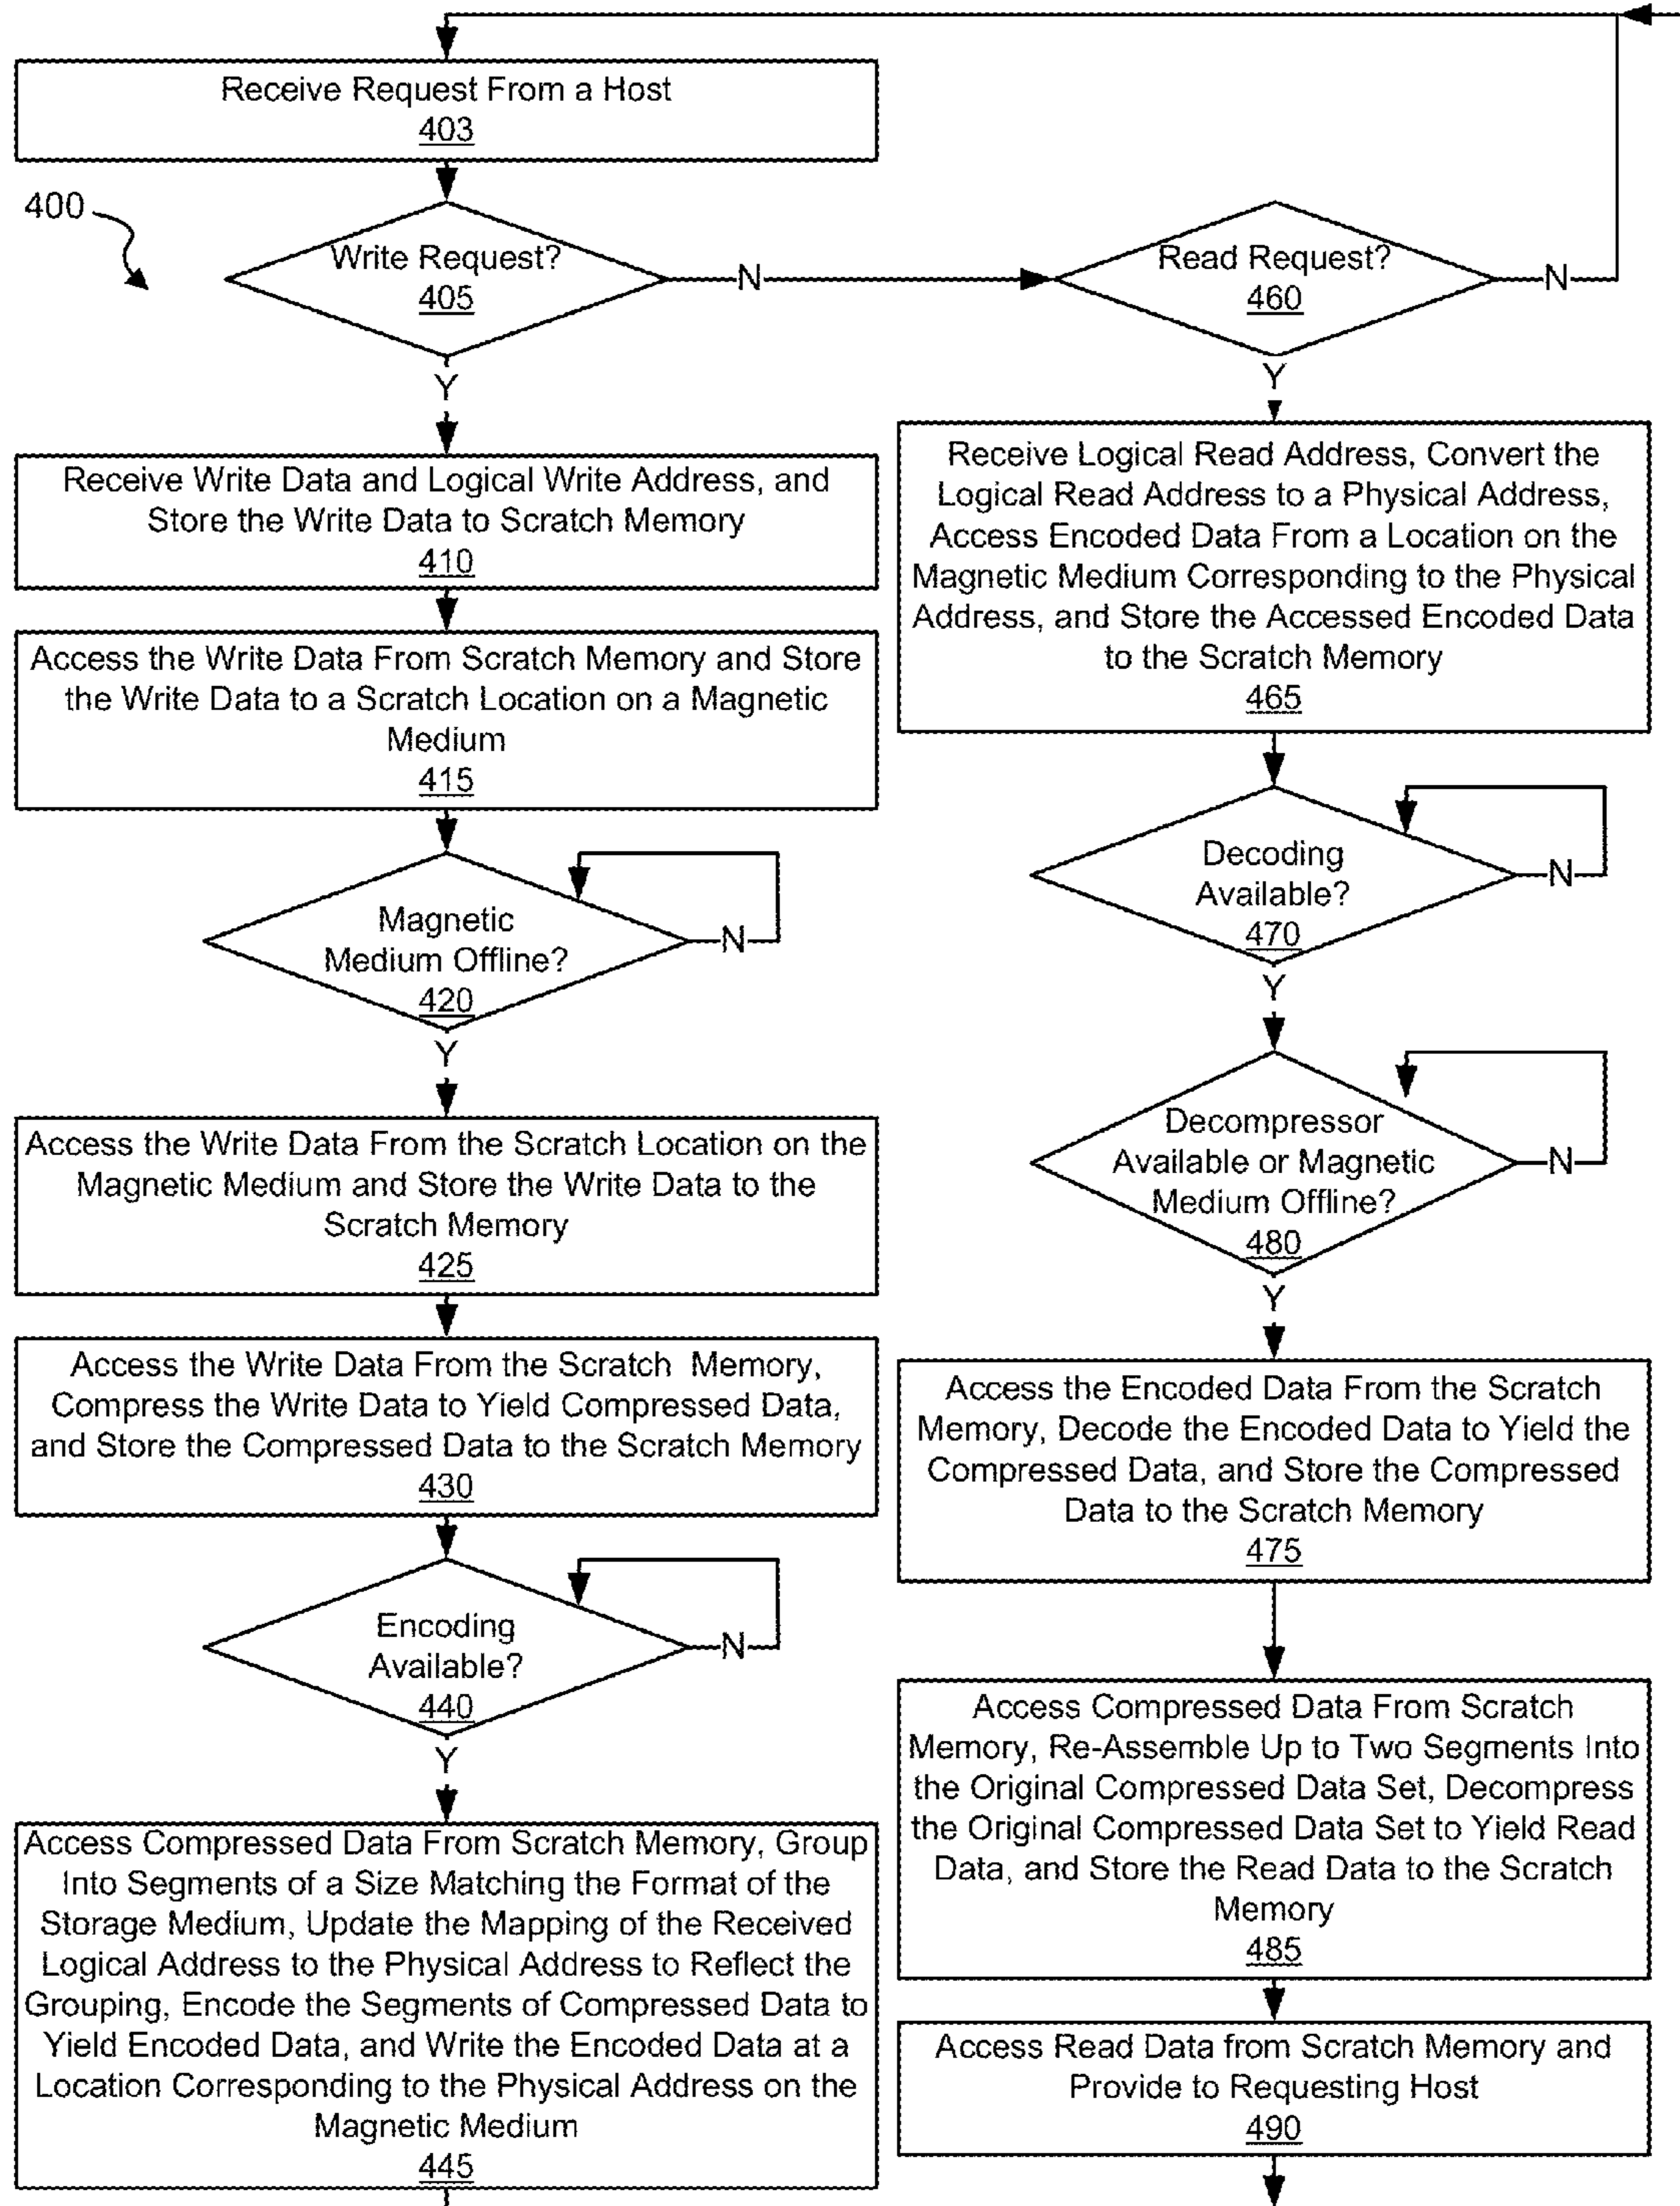 Receive Request From a Host
403
400
Write Request?
405
N
Read Request?
460
N
Y
Receive Write Data and Logical Write Address, and
Store the Write Data to Scratch Memory
410
Access the Write Data From Scratch Memory and Store
the Write Data to a Scratch Location on a Magnetic
Medium
415
Magnetic
Medium Offline?
420
N
Y
Access the Write Data From the Scratch Location on the
Magnetic Medium and Store the Write Data to the
Scratch Memory
425
Access the Write Data From the Scratch Memory,
Compress the Write Data to Yield Compressed Data,
and Store the Compressed Data to the Scratch Memory
430
Encoding
Available?
440
N
Y
Access Compressed Data From Scratch Memory, Group
Into Segments of a Size Matching the Format of the
Storage Medium, Update the Mapping of the Received
Logical Address to the Physical Address to Reflect the
Grouping, Encode the Segments of Compressed Data to
Yield Encoded Data, and Write the Encoded Data at a
Location Corresponding to the Physical Address on the
Magnetic Medium
445
Y
Receive Logical Read Address, Convert the
Logical Read Address to a Physical Address,
Access Encoded Data From a Location on the
Magnetic Medium Corresponding to the Physical
Address, and Store the Accessed Encoded Data
to the Scratch Memory
465
Decoding
Available?
470
N
Y
Decompressor
Available or Magnetic
Medium Offline?
480
N
Y
Access the Encoded Data From the Scratch
Memory, Decode the Encoded Data to Yield the
Compressed Data, and Store the Compressed
Data to the Scratch Memory
475
Access Compressed Data From Scratch
Memory, Re-Assemble Up to Two Segments Into
the Original Compressed Data Set, Decompress
the Original Compressed Data Set to Yield Read
Data, and Store the Read Data to the Scratch
Memory
485
Access Read Data from Scratch Memory and
Provide to Requesting Host
490